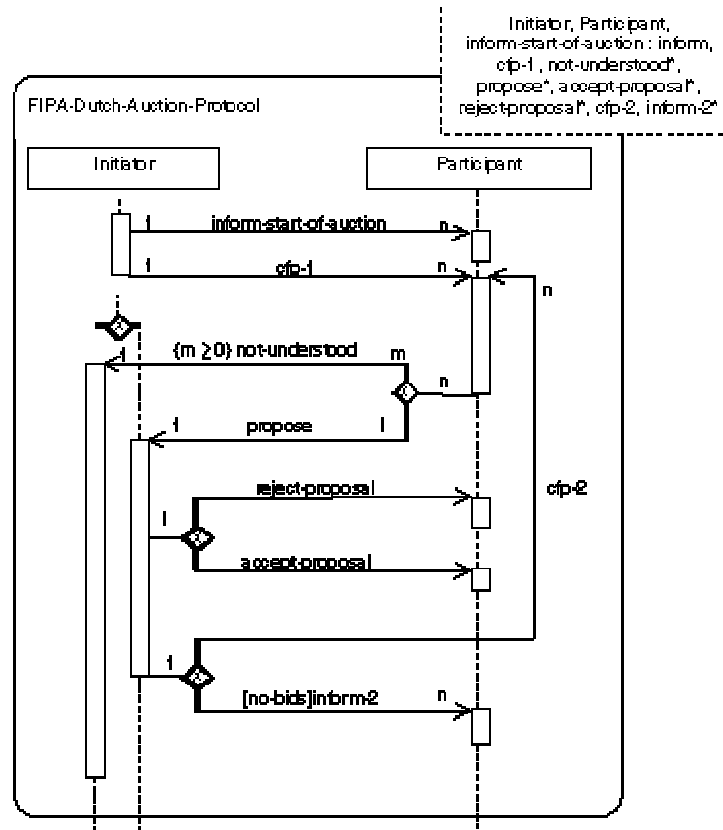 Initiator, Participant,
inform-start-of-auction : inform,
cfp-1, not-understood*,
propose*, accept-proposal*,
reject-proposal*, cfp-2, inform-2*
FIPA-Dutch-Auction-Protocol
Initiator
Participant
1 inform-start-of-auction n
1 cfp-1 n
n
x
1 {m ≥ 0} not-understood m
n
1 propose l
reject-proposal
cfp-2
l x
accept-proposal
1 x
[no-bids]inform-2 n